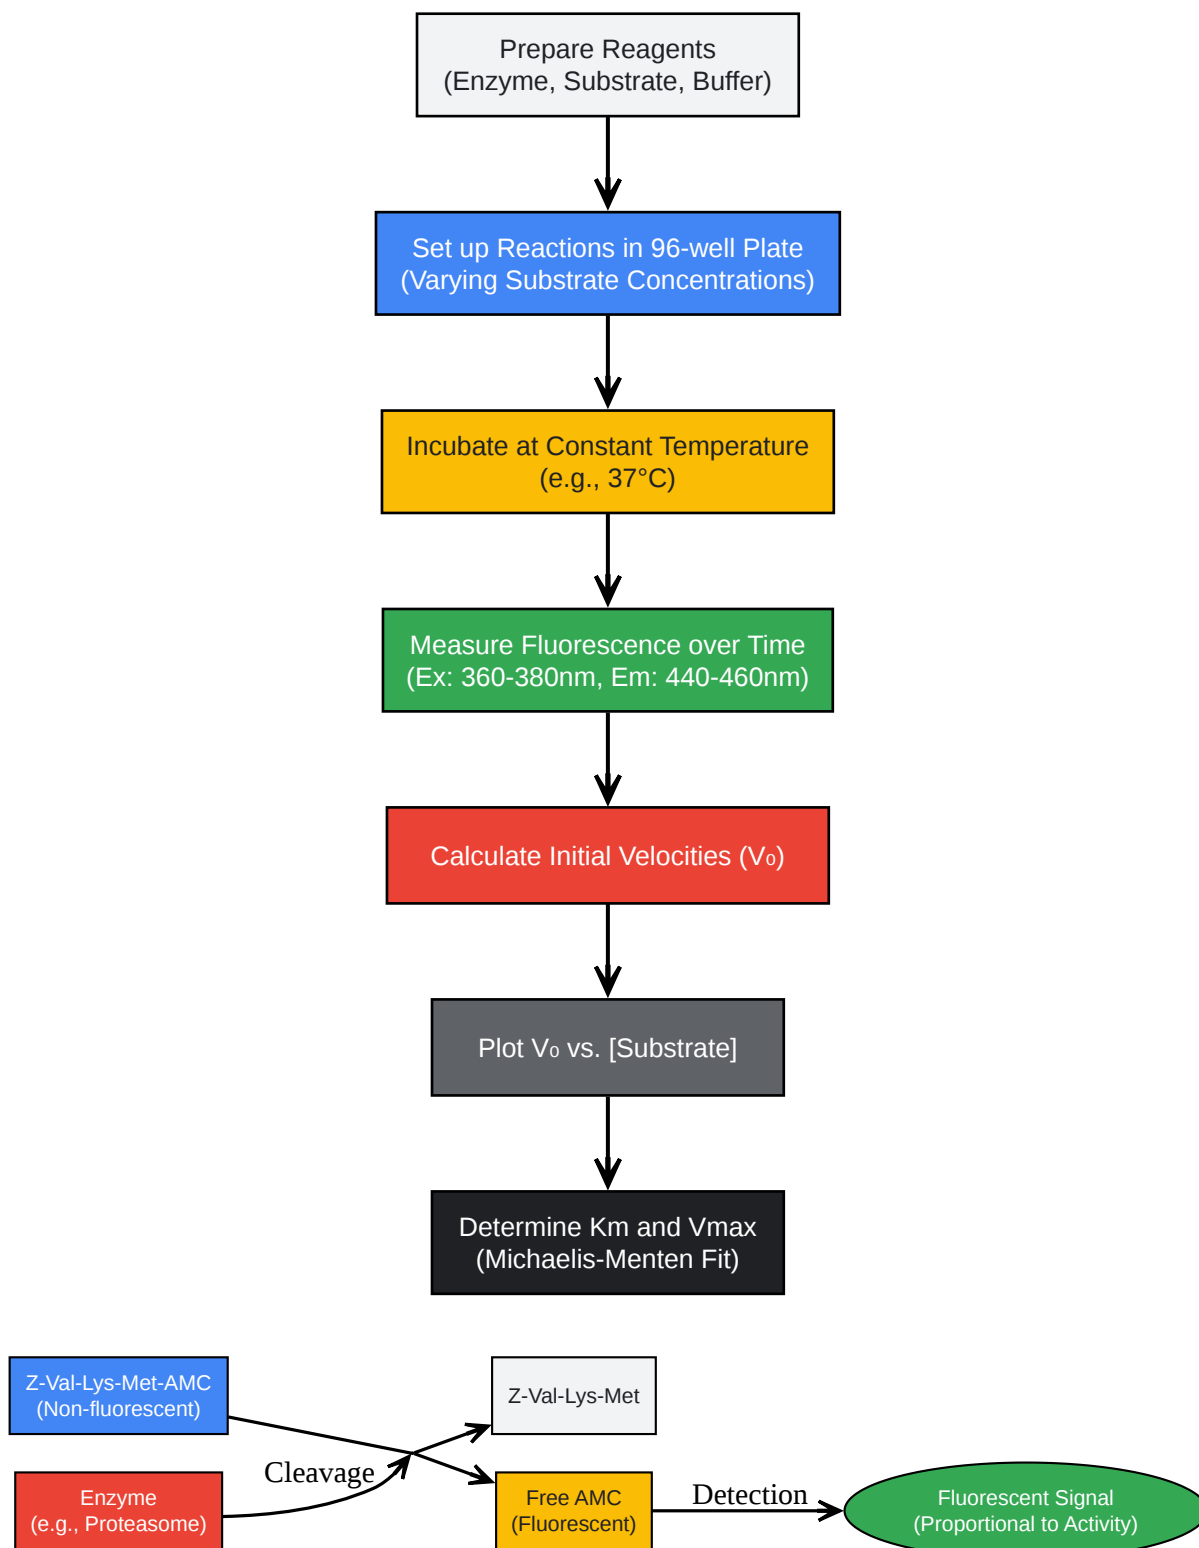 Prepare Reagents
(Enzyme, Substrate, Buffer)
Set up Reactions in 96-well Plate
(Varying Substrate Concentrations)
Incubate at Constant Temperature
(e.g., 37°C)
Measure Fluorescence over Time
(Ex: 360-380nm, Em: 440-460nm)
Calculate Initial Velocities (V₀)
Plot V₀ vs. [Substrate]
Determine Km and Vmax
(Michaelis-Menten Fit)
Z-Val-Lys-Met-AMC
(Non-fluorescent)
Z-Val-Lys-Met
Cleavage
Enzyme
(e.g., Proteasome)
Free AMC
(Fluorescent)
Detection
Fluorescent Signal
(Proportional to Activity)